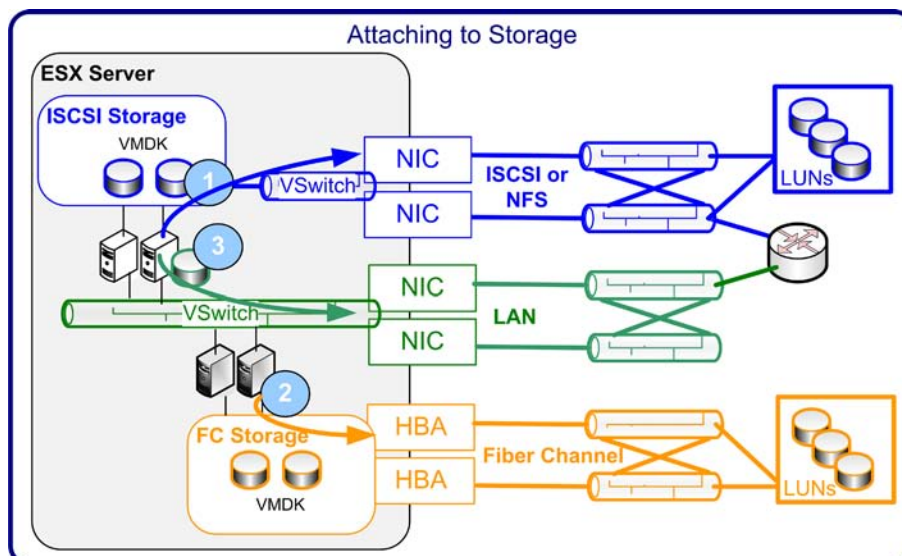 Attaching to Storage
ESX Server
ISCSI Storage
VMDK
1
VSwitch
NIC
NIC
ISCSI or
NFS
LUNs
3
VSwitch
NIC
NIC
LAN
2
FC Storage
VMDK
HBA
HBA
Fiber Channel
LUNs